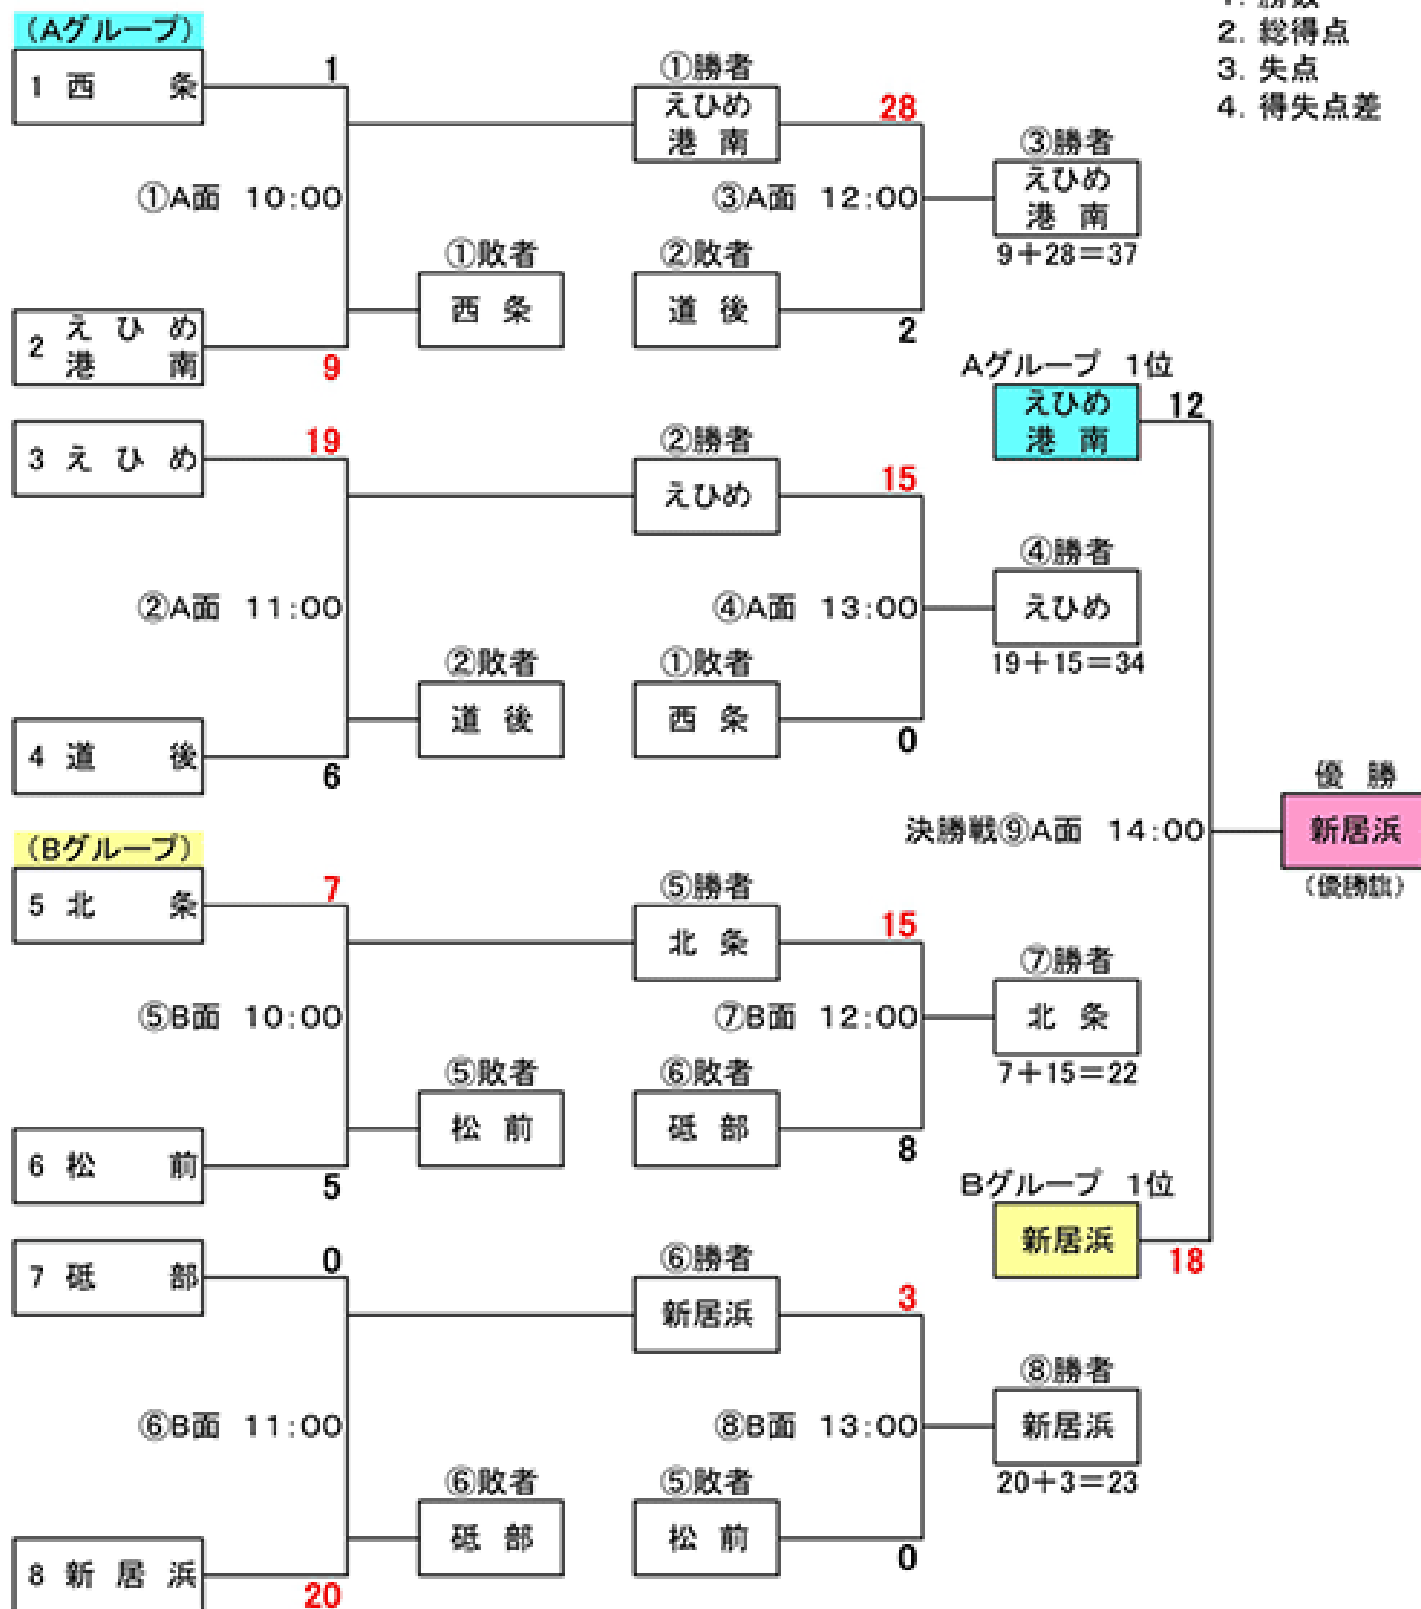 (Aグループ)
1 西 条
1
①A面 10:00
2 えひめ
港 南
9
①敗者
西 条
①勝者
えひめ
港 南
28
③A面 12:00
②敗者
道 後
2
③勝者
えひめ
港 南
9+28=37
2. 総得点
3. 失点
4. 得失点差
3 えひめ
19
②A面 11:00
4 道 後
6
②敗者
道 後
②勝者
えひめ
15
④A面 13:00
①敗者
西 条
0
④勝者
えひめ
19+15=34
Aグループ 1位
えひめ
港 南
12
決勝戦⑨A面 14:00
優 勝
新居浜
(優勝旗)
(Bグループ)
5 北 条
7
⑤B面 10:00
6 松 前
5
⑤敗者
松 前
⑤勝者
北 条
15
⑦B面 12:00
⑥敗者
砥 部
8
⑦勝者
北 条
7+15=22
Bグループ 1位
新居浜
18
7 砥 部
0
⑥B面 11:00
8 新居浜
20
⑥敗者
砥 部
⑥勝者
新居浜
3
⑧B面 13:00
⑤敗者
松 前
0
⑧勝者
新居浜
20+3=23